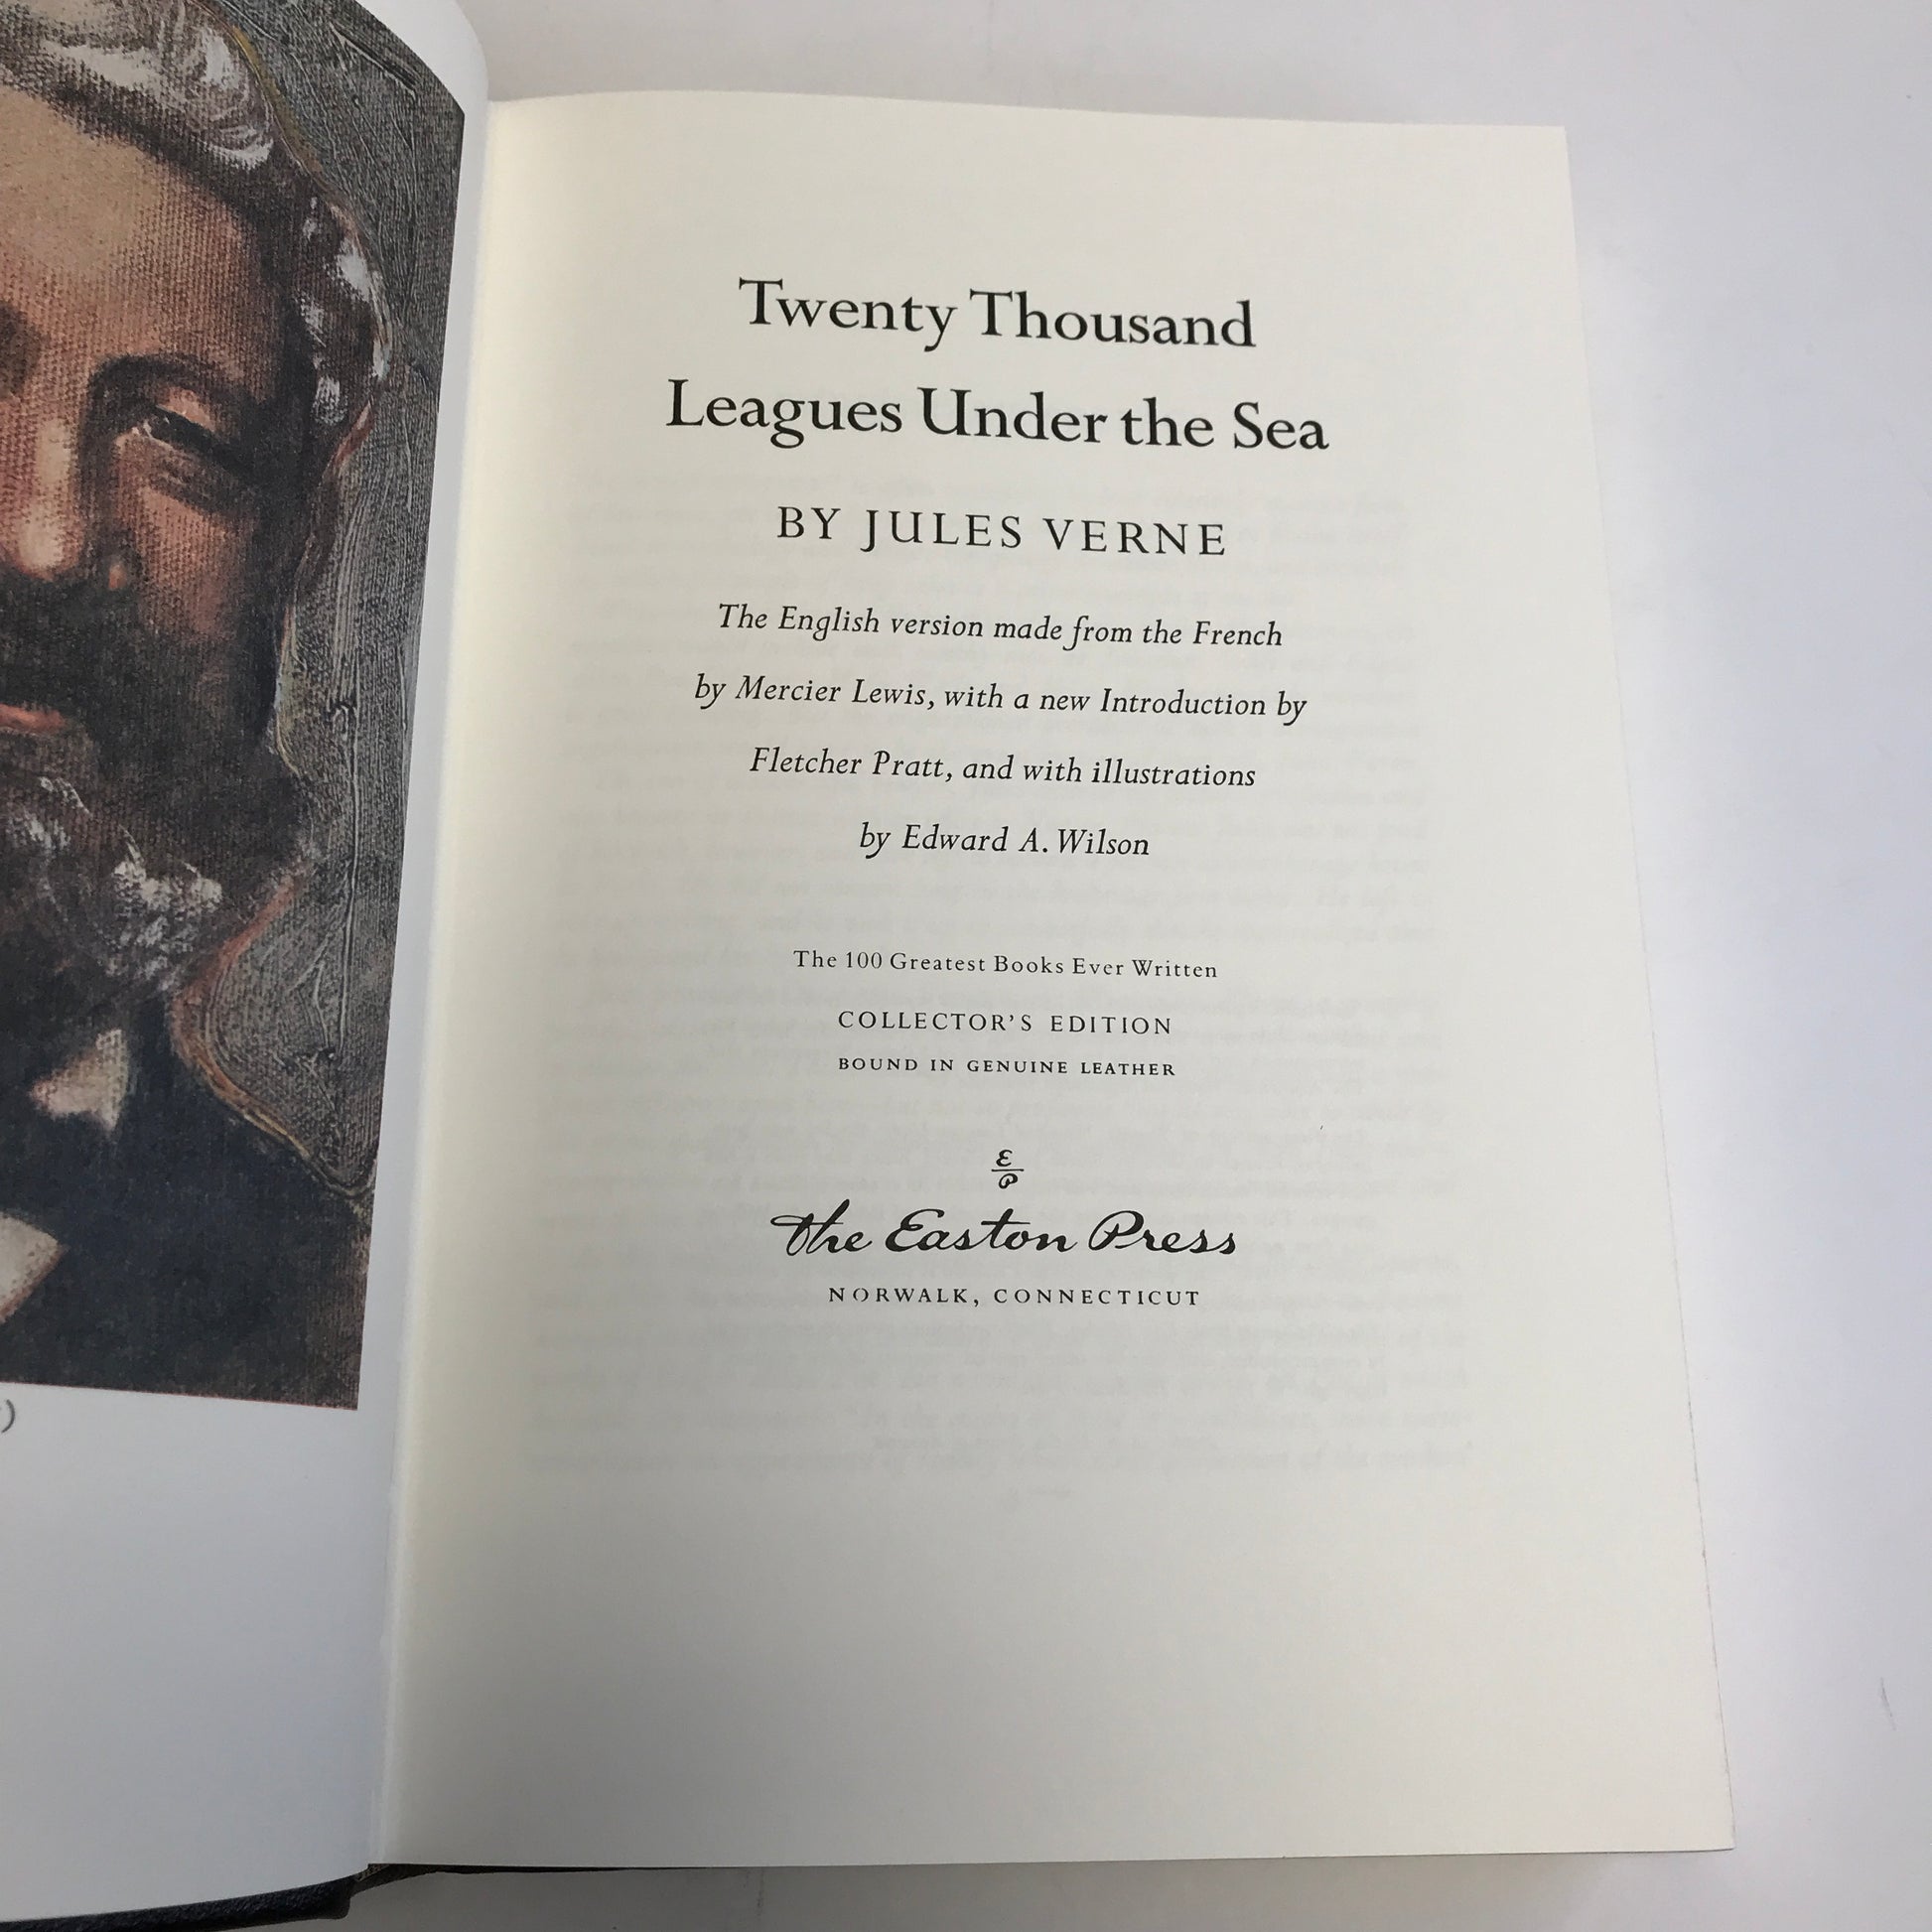 Twenty Thousand
Leagues Under the Sea
BY JULES VERNE
The English version made from the French
by Mercier Lewis, with a new Introduction by
Fletcher Pratt, and with illustrations
by Edward A. Wilson
The 100 Greatest Books Ever Written
COLLECTOR'S EDITION
BOUND IN GENUINE LEATHER
E
P
The Easton Press
NORWALK, CONNECTICUT
)